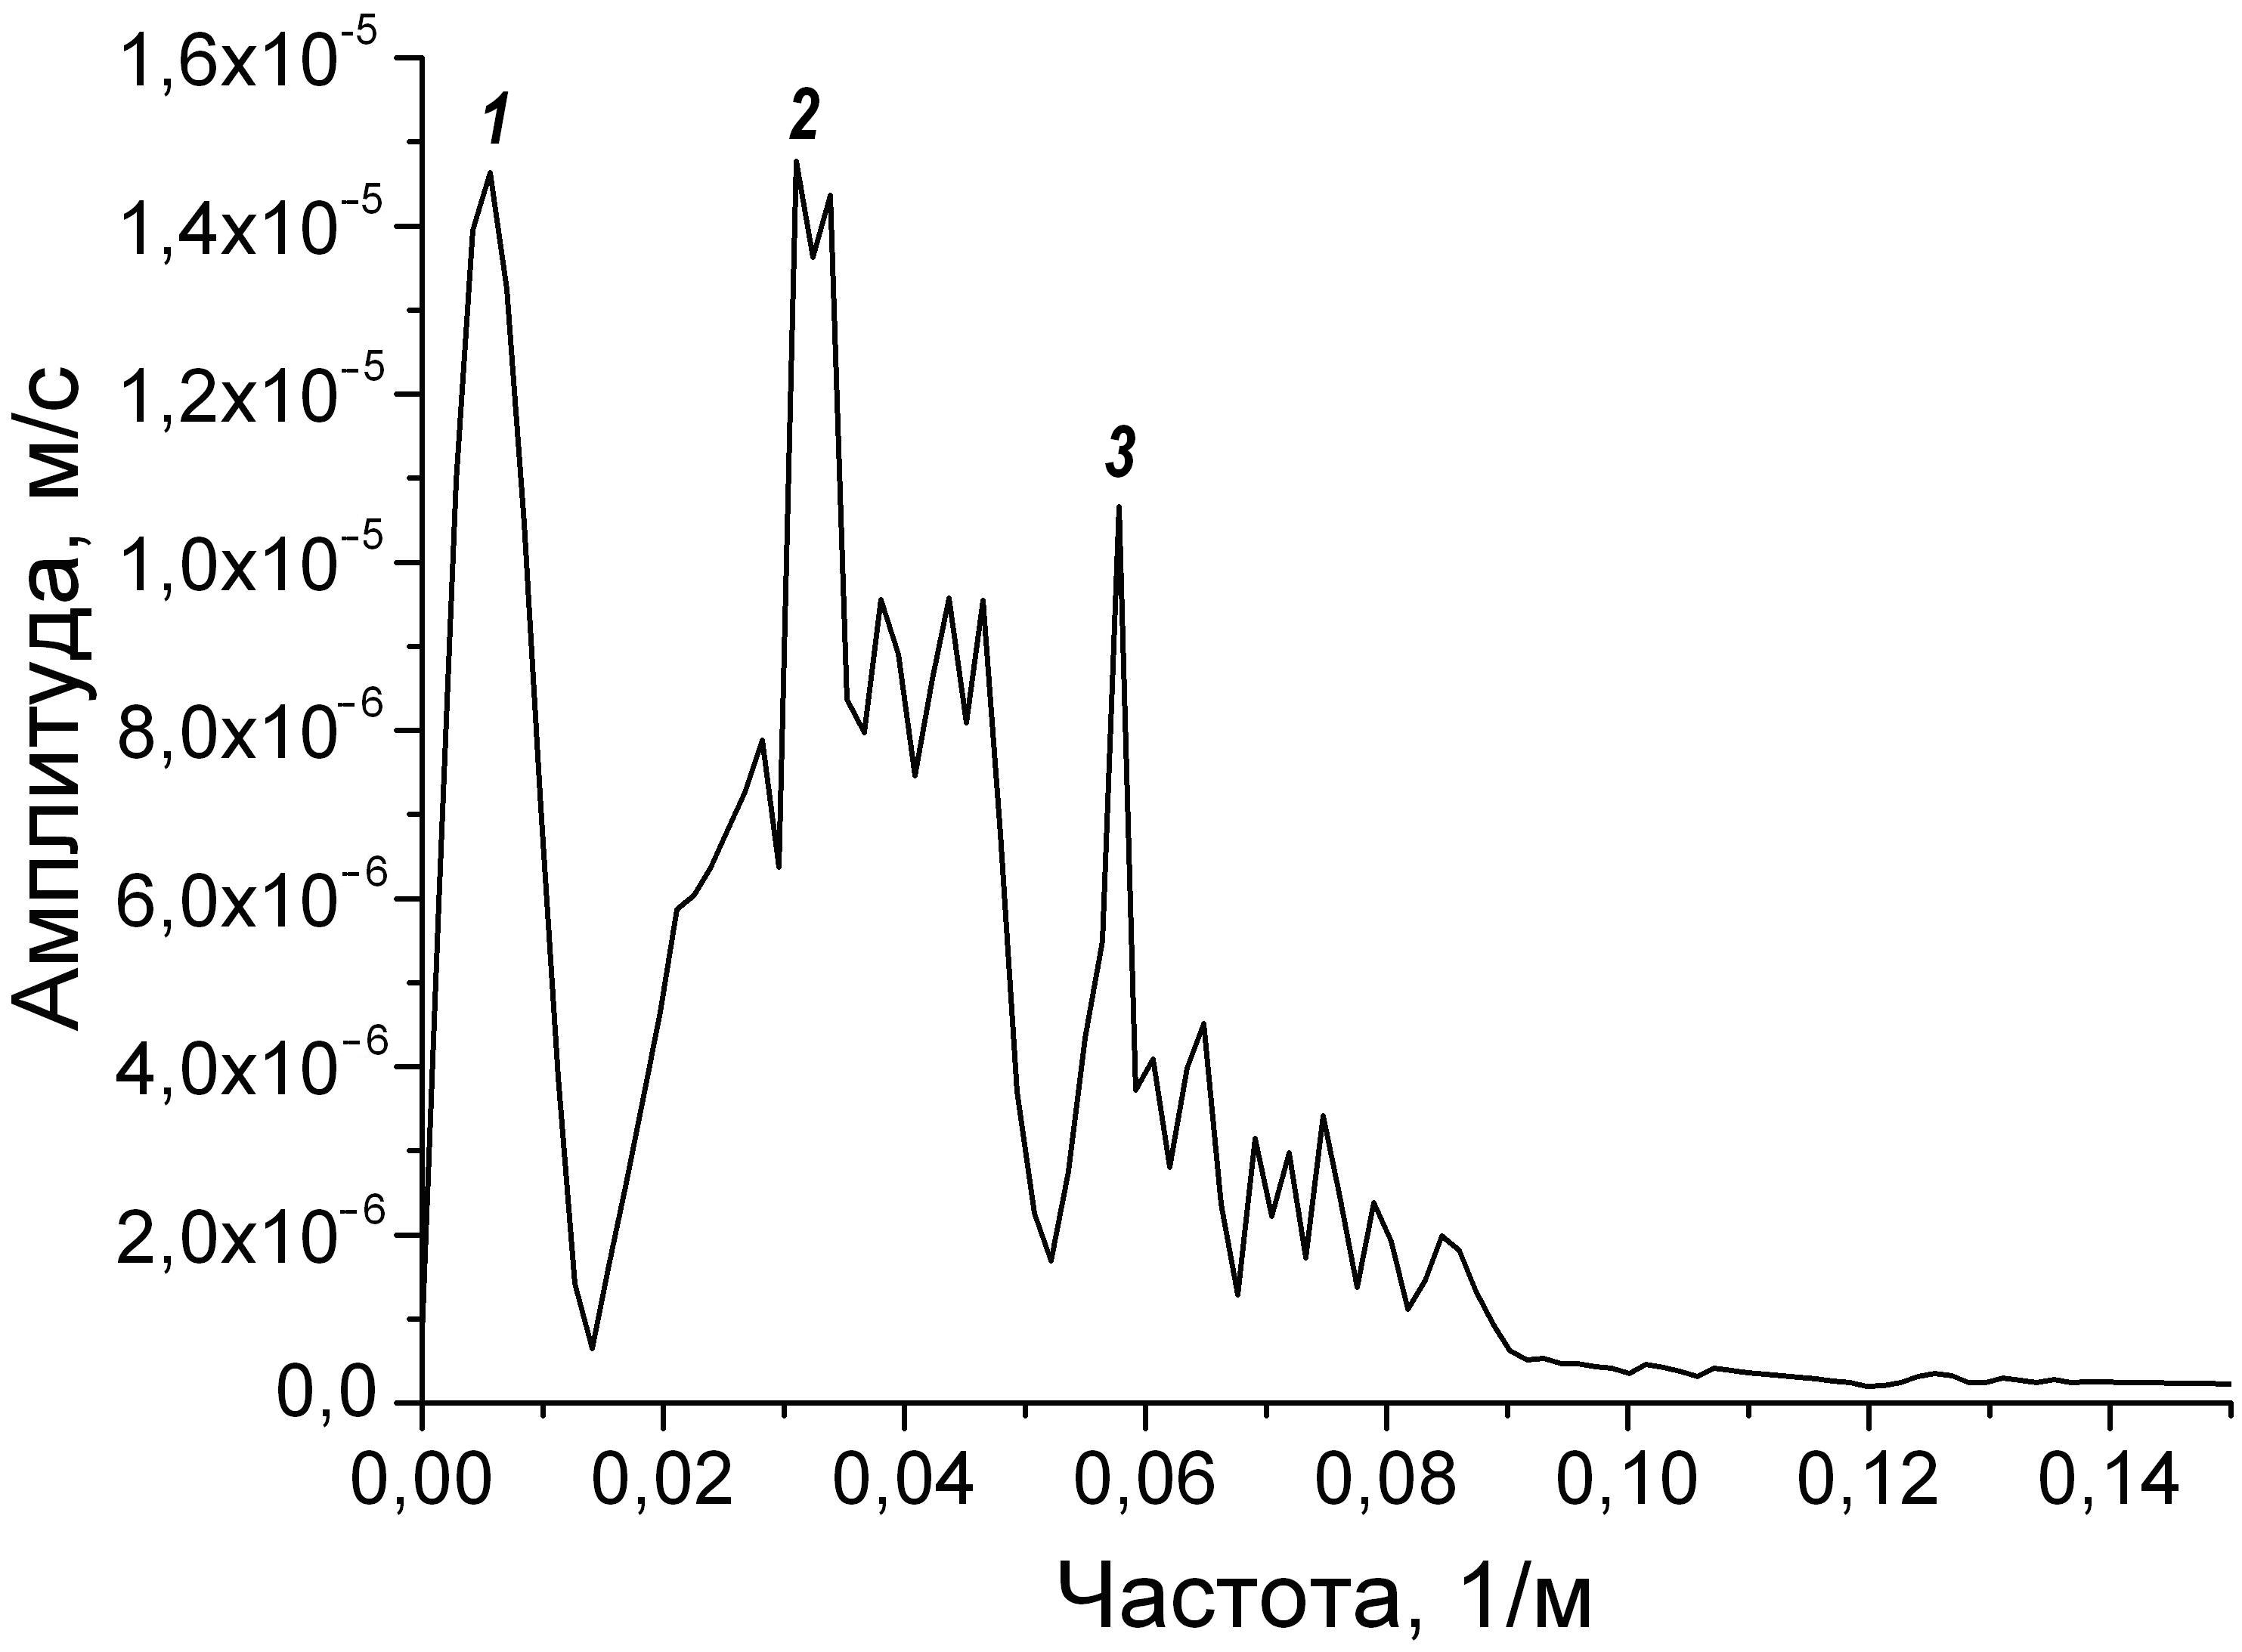 1,6x10⁻⁵
1
2
1,4x10⁻⁵
1,2x10⁻⁵
3
1,0x10⁻⁵
8,0x10⁻⁶
6,0x10⁻⁶
4,0x10⁻⁶
2,0x10⁻⁶
0,0
Амплитуда, м/с
0,00 0,02 0,04 0,06 0,08 0,10 0,12 0,14
Частота, 1/м